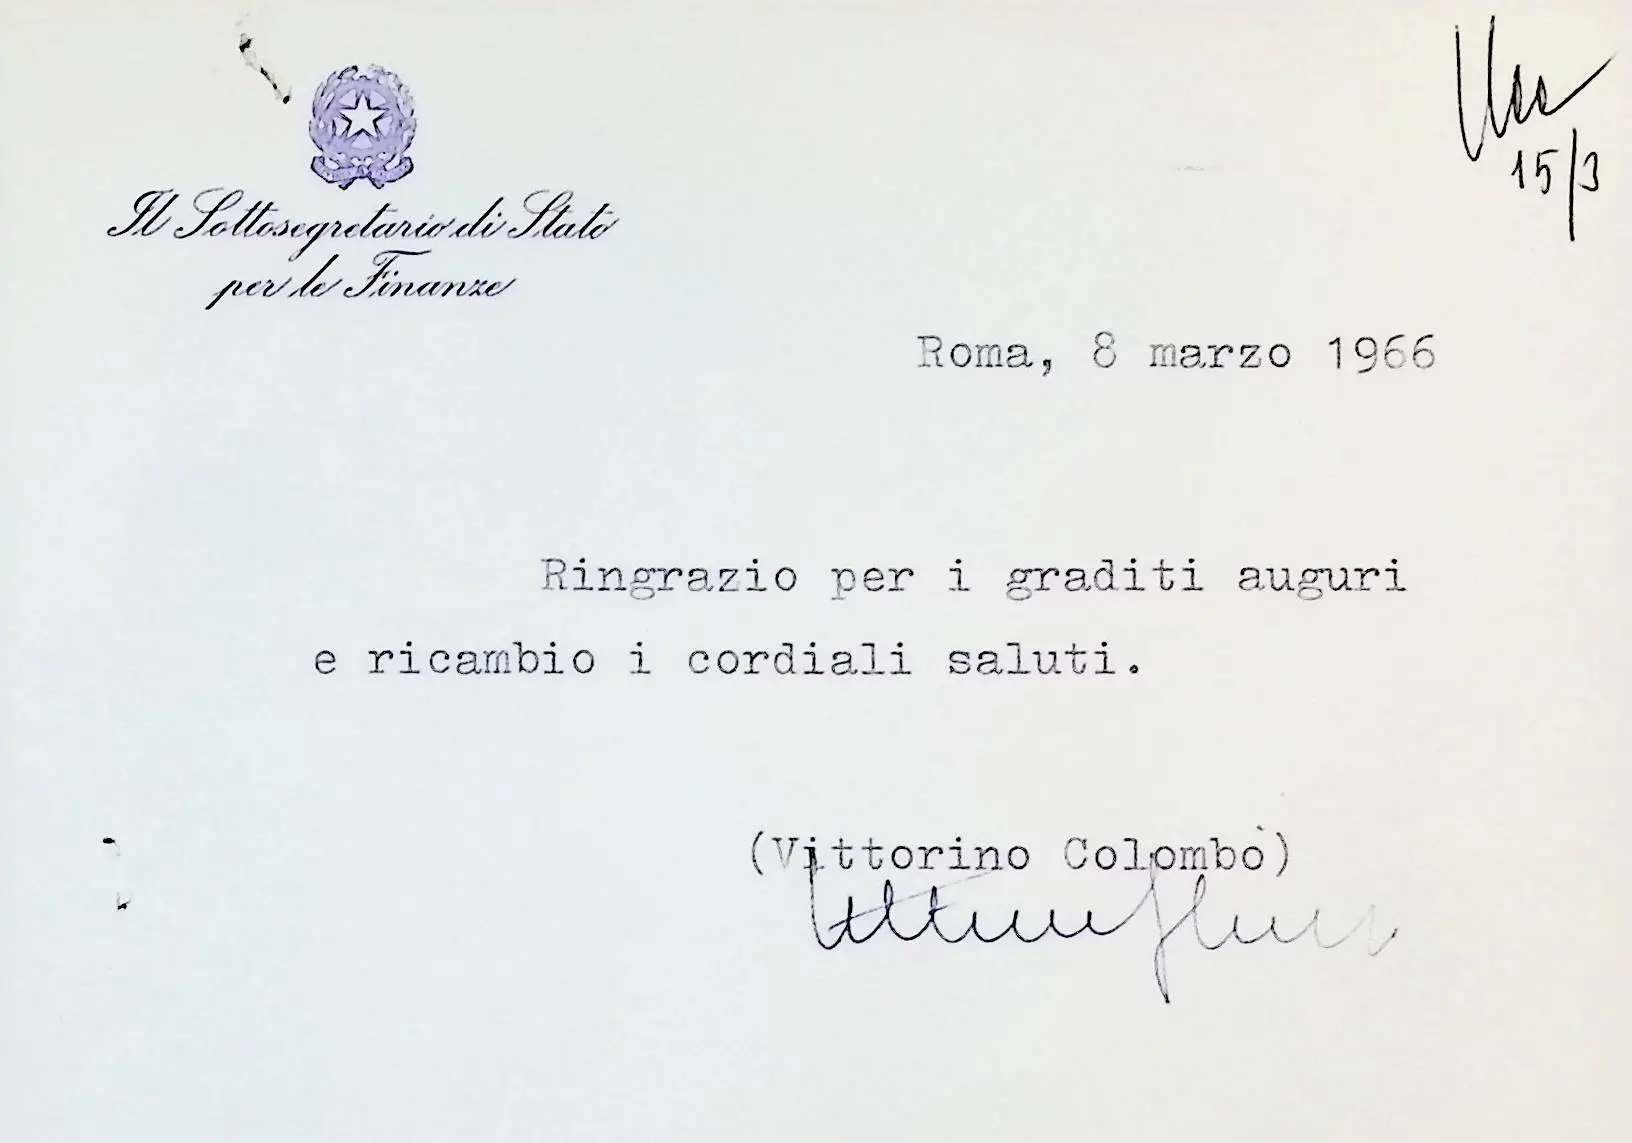 Il Sottosegretario di Stato
per le Finanze
15/3
Roma, 8 marzo 1966
Ringrazio per i graditi auguri
e ricambio i cordiali saluti.
(Vittorino Colombo)